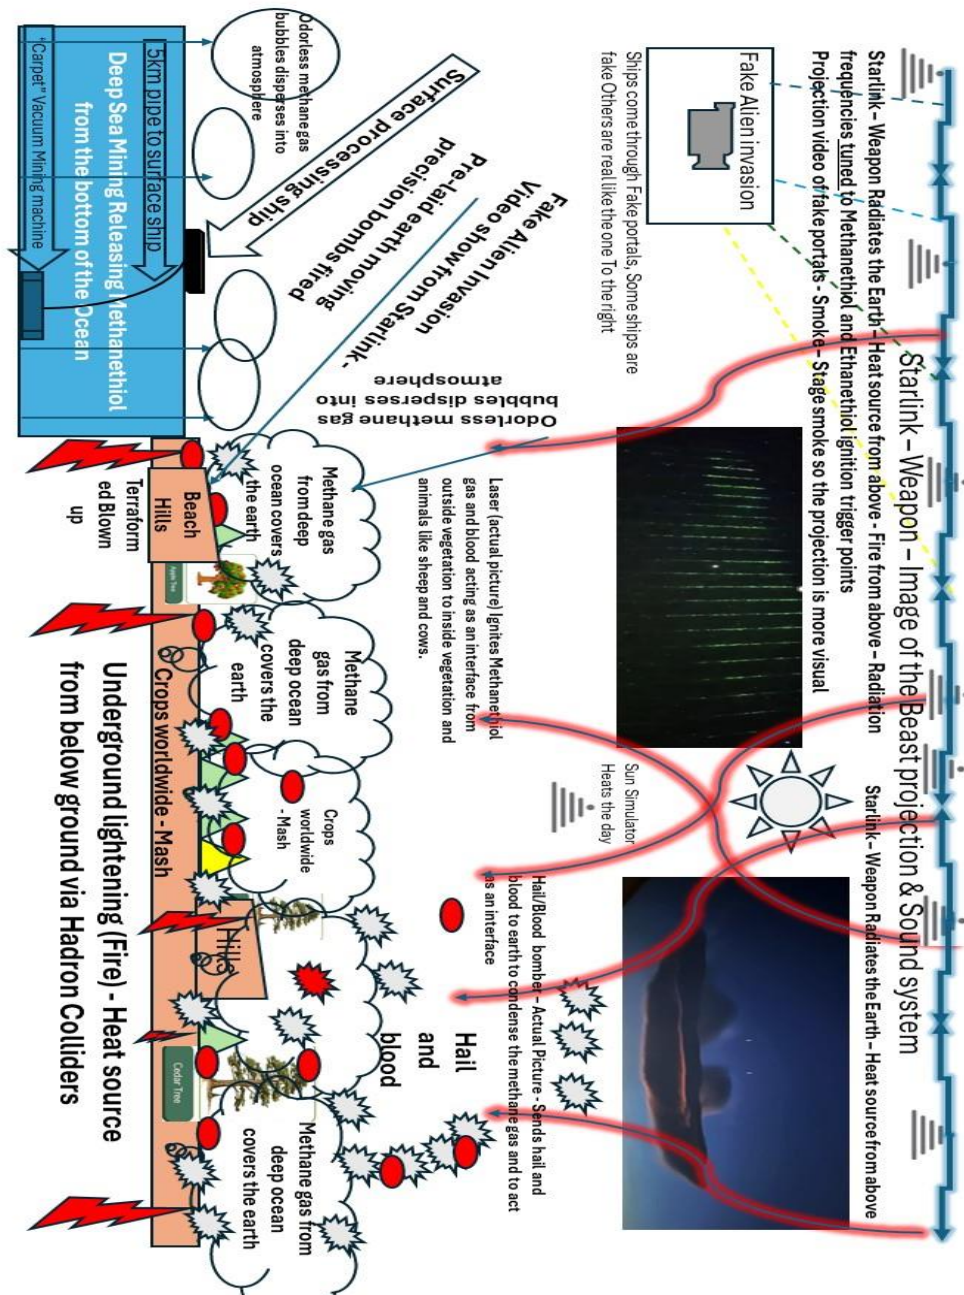 Starlink – Weapon – Image of the Beast projection & Sound system
Starlink – Weapon Radiates the Earth – Heat source from above - Fire from above – Radiation
frequencies tuned to Methanethiol and Ethanethiol ignition trigger points
Projection video of fake portals - Smoke – Stage smoke so the projection is more visual
Starlink – Weapon Radiates the Earth – Heat source from above
Fake Alien invasion
Ships come through Fake portals, Some ships are
fake Others are real like the one To the right
Sun Simulator
Heats the day
Laser (actual picture) Ignites Methanethiol
gas and blood acting as an interface from
outside vegetation to inside vegetation and
animals like sheep and cows.
Hail/Blood bomber – Actual Picture - Sends hail and
blood to earth to condense the methane gas and to act
as an interface
Hail
and
blood
Fake Alien Invasion
Video show from Starlink -
Pre-laid earth moving
precision bombs fired
Surface processing ship
Odorless methane gas
bubbles disperses into
atmosphere
Odorless methane gas
bubbles disperses into
atmosphere
5km pipe to surface ship
Deep Sea Mining Releasing Methanethiol
from the bottom of the Ocean
"Carpet" Vacuum Mining machine
Methane gas
from deep
ocean covers
the earth
Methane
gas from
deep ocean
covers the
earth
Crops
worldwide
- Mash
Methane gas from
deep ocean
covers the earth
Beach
Hills
Apple Tree
Hills
Cedar Tree
Crops worldwide - Mash
Terraform
ed Blown
up
Underground lightening (Fire) - Heat source
from below ground via Hadron Colliders